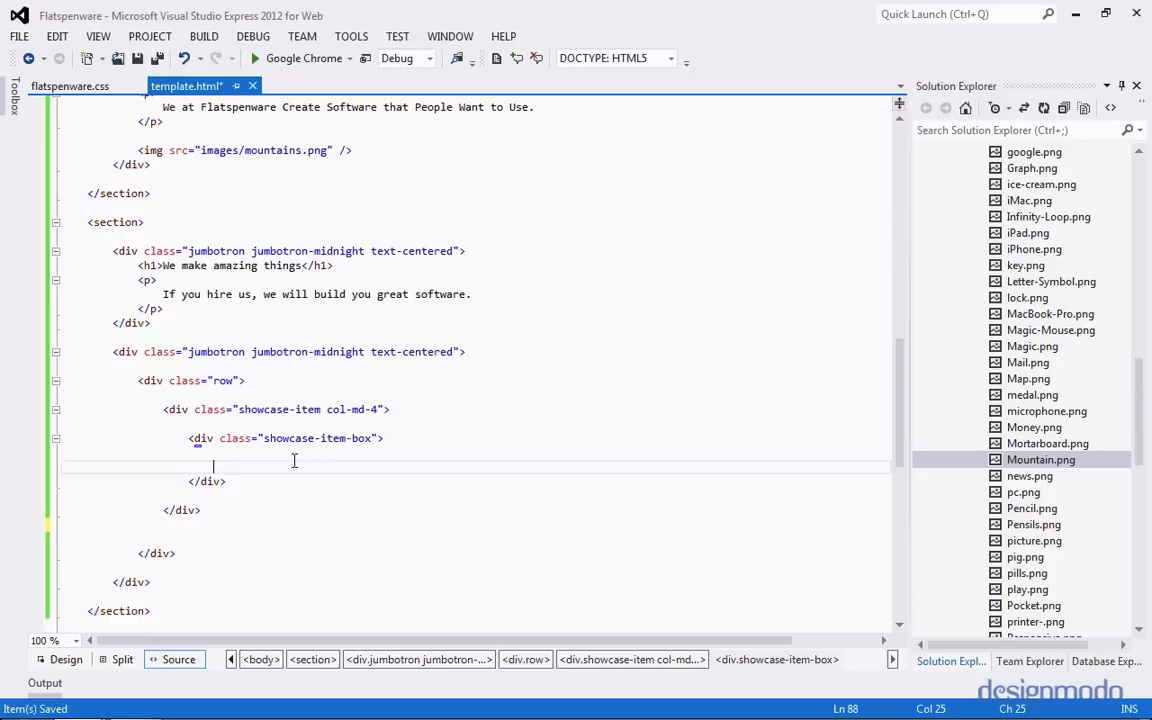 Flatspenware - Microsoft Visual Studio Express 2012 for Web
Quick Launch (Ctrl+Q)
FILE EDIT VIEW PROJECT BUILD DEBUG TEAM TOOLS TEST WINDOW HELP
Google Chrome Debug DOCTYPE: HTML5
Toolbox
flatspenware.css template.html*
We at Flatspenware Create Software that People Want to Use.
</p>
<img src="images/mountains.png" />
</div>
</section>
<section>
<div class="jumbotron jumbotron-midnight text-centered">
<h1>We make amazing things</h1>
<p>
If you hire us, we will build you great software.
</p>
</div>
<div class="jumbotron jumbotron-midnight text-centered">
<div class="row">
<div class="showcase-item col-md-4">
<div class="showcase-item-box">
</div>
</div>
</div>
</div>
</section>
100 %
Design Split Source <body> <section> <div.jumbotron jumbotron-...> <div.row> <div.showcase-item col-md...> <div.showcase-item-box>
Output
Solution Explorer
Search Solution Explorer (Ctrl+;)
google.png
Graph.png
ice-cream.png
iMac.png
Infinity-Loop.png
iPad.png
iPhone.png
key.png
Letter-Symbol.png
lock.png
MacBook-Pro.png
Magic-Mouse.png
Magic.png
Mail.png
Map.png
medal.png
microphone.png
Money.png
Mortarboard.png
Mountain.png
news.png
pc.png
Pencil.png
Pensils.png
picture.png
pig.png
pills.png
play.png
Pocket.png
printer-.png
Solution Expl... Team Explorer Database Exp...
designmodo
Item(s) Saved Ln 88 Col 25 Ch 25 INS